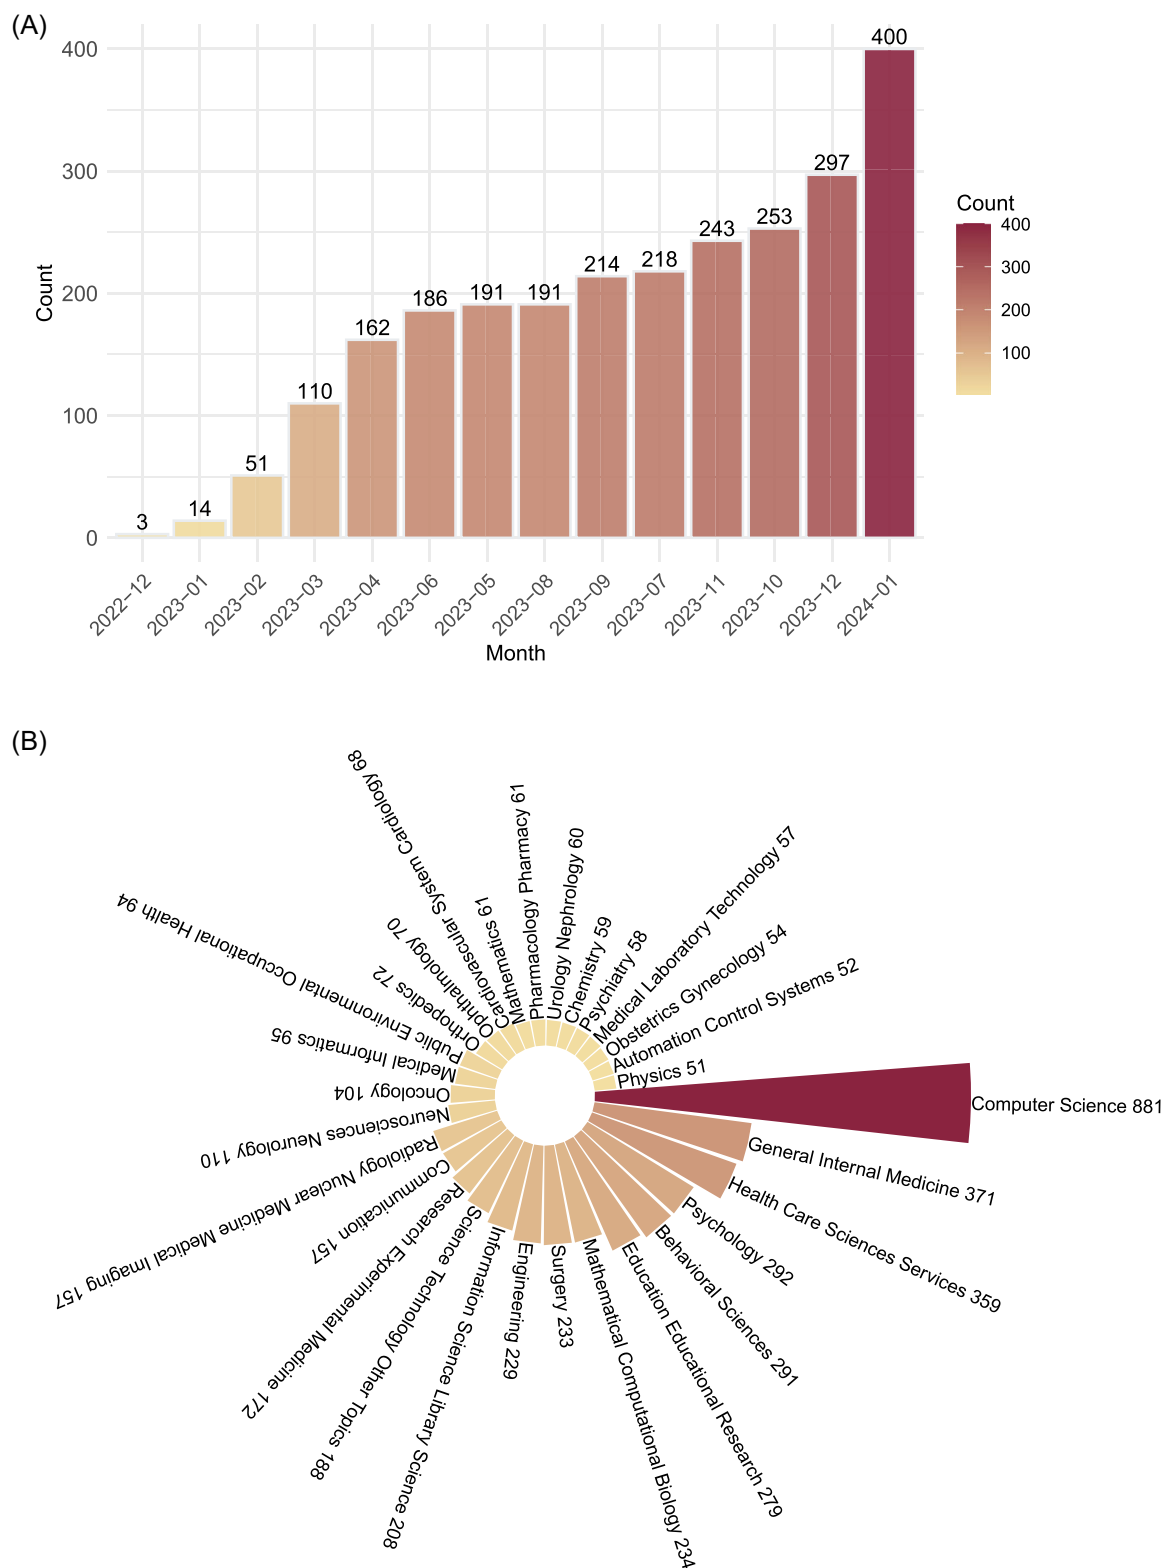 (A)
400
300
200
100
0
Count
3
14
51
110
162
186
191
191
214
218
243
253
297
400
2022−12
2023−01
2023−02
2023−03
2023−04
2023−06
2023−05
2023−08
2023−09
2023−07
2023−11
2023−10
2023−12
2024−01
Month
Count
400
300
200
100
(B)
Computer Science 881
General Internal Medicine 371
Health Care Sciences Services 359
Psychology 292
Behavioral Sciences 291
Education Educational Research 279
Mathematical Computational Biology 234
Surgery 233
Engineering 229
Information Science Library Science 208
Science Technology Other Topics 188
Research Experimental Medicine 172
Communication 157
Radiology Nuclear Medicine Medical Imaging 157
Neurosciences Neurology 110
Oncology 104
Medical Informatics 95
Public Environmental Occupational Health 94
Orthopedics 72
Ophthalmology 70
Cardiovascular System Cardiology 68
Mathematics 61
Pharmacology Pharmacy 61
Urology Nephrology 60
Chemistry 59
Psychiatry 58
Medical Laboratory Technology 57
Obstetrics Gynecology 54
Automation Control Systems 52
Physics 51